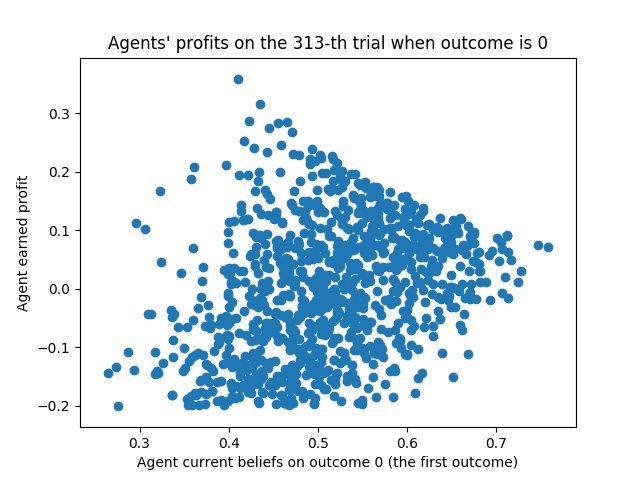 Agents' profits on the 313-th trial when outcome is 0
0.3
0.2
0.1
0.0
−0.1
−0.2
Agent earned profit
0.3 0.4 0.5 0.6 0.7
Agent current beliefs on outcome 0 (the first outcome)